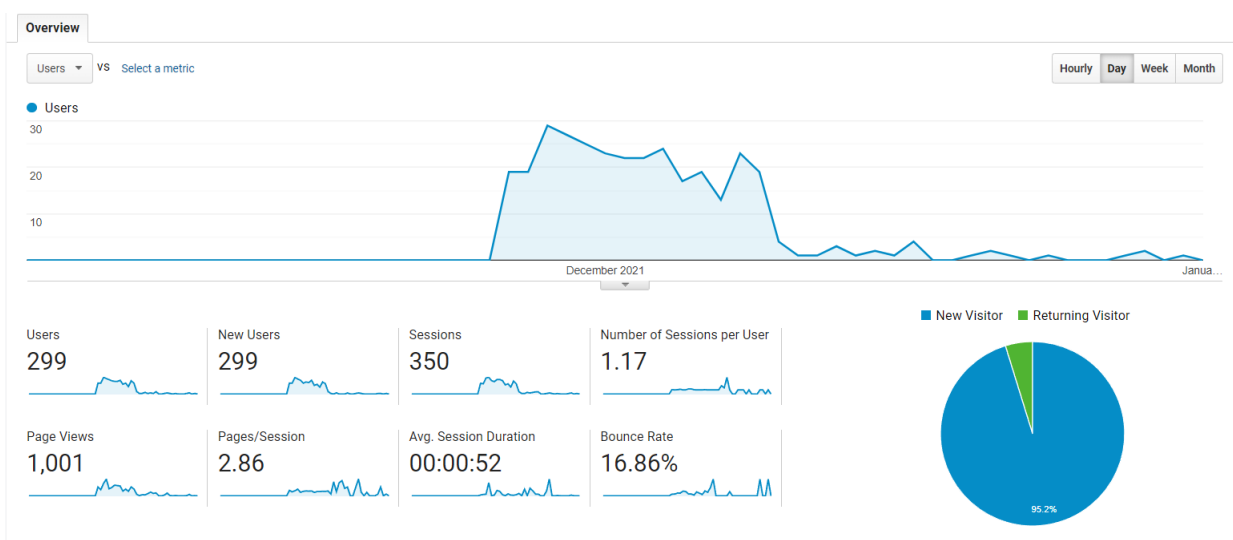 Overview
Users VS Select a metric
Hourly Day Week Month
Users
30
20
10
December 2021
Janua...
New Visitor Returning Visitor
Users New Users Sessions Number of Sessions per User
299 299 350 1.17
Page Views Pages/Session Avg. Session Duration Bounce Rate
1,001 2.86 00:00:52 16.86%
95.2%